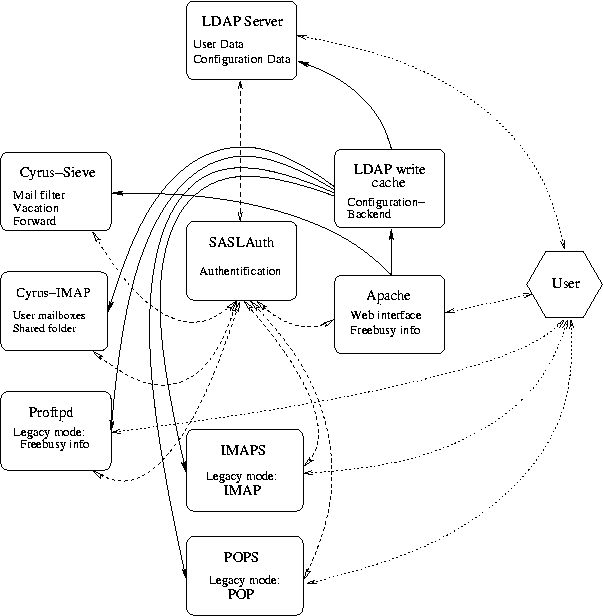 LDAP Server
User Data
Configuration Data
LDAP write
cache
Configuration–
Backend
Cyrus–Sieve
Mail filter
Vacation
Forward
SASLAuth
Authentification
Cyrus–IMAP
User mailboxes
Shared folder
Apache
Web interface
Freebusy info
User
Proftpd
Legacy mode:
Freebusy info
IMAPS
Legacy mode:
IMAP
POPS
Legacy mode:
POP